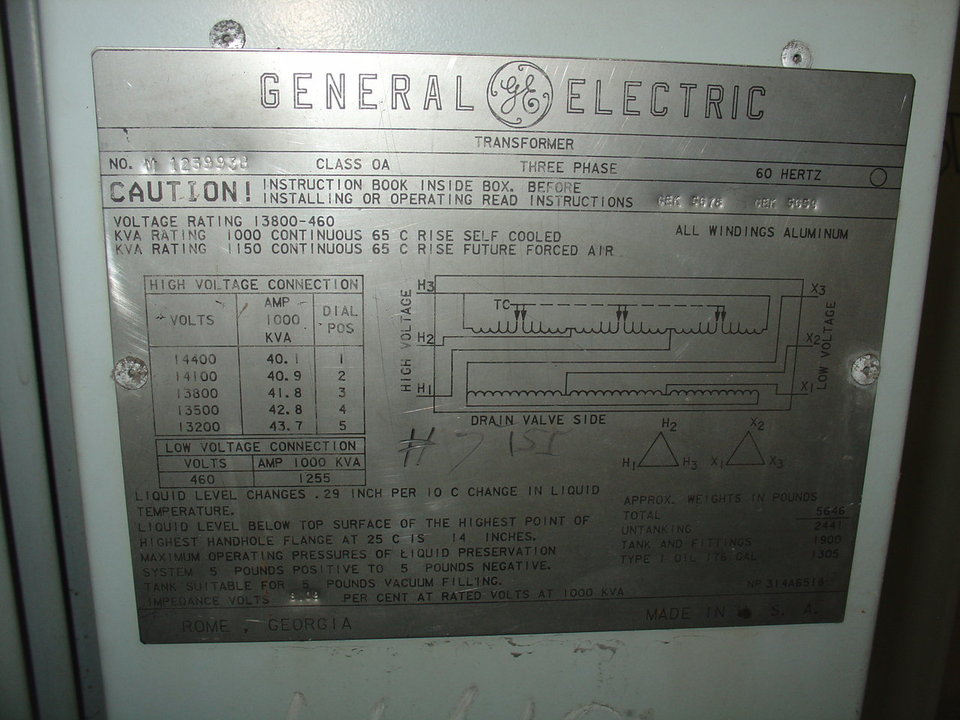 GENERAL GE ELECTRIC
TRANSFORMER
NO. M 1259939 CLASS OA THREE PHASE 60 HERTZ
CAUTION! INSTRUCTION BOOK INSIDE BOX. BEFORE
INSTALLING OR OPERATING READ INSTRUCTIONS GEK
VOLTAGE RATING 13800-460
KVA RATING 1000 CONTINUOUS 65 C RISE SELF COOLED ALL WINDINGS ALUMINUM
KVA RATING 1150 CONTINUOUS 65 C RISE FUTURE FORCED AIR
HIGH VOLTAGE CONNECTION
VOLTS AMP 1000 KVA DIAL POS
14400 40.1 1
14100 40.9 2
13800 41.8 3
13500 42.8 4
13200 43.7 5
LOW VOLTAGE CONNECTION
VOLTS AMP 1000 KVA
460 1255
HIGH VOLTAGE
H3
H2
H1
TC
X3
X2
X1
LOW VOLTAGE
DRAIN VALVE SIDE
H2
H1 H3
X2
X1 X3
LIQUID LEVEL CHANGES .29 INCH PER 10 C CHANGE IN LIQUID
TEMPERATURE.
LIQUID LEVEL BELOW TOP SURFACE OF THE HIGHEST POINT OF
HIGHEST HANDHOLE FLANGE AT 25 C IS 14 INCHES.
MAXIMUM OPERATING PRESSURES OF LIQUID PRESERVATION
SYSTEM 5 POUNDS POSITIVE TO 5 POUNDS NEGATIVE.
TANK SUITABLE FOR 5 POUNDS VACUUM FILLING.
IMPEDANCE VOLTS PER CENT AT RATED VOLTS AT 1000 KVA
APPROX. WEIGHTS IN POUNDS
TOTAL 5646
UNTANKING 2441
TANK AND FITTINGS 1900
TYPE 1 OIL 176 GAL 1305
NP 314A6516
ROME, GEORGIA MADE IN U. S. A.